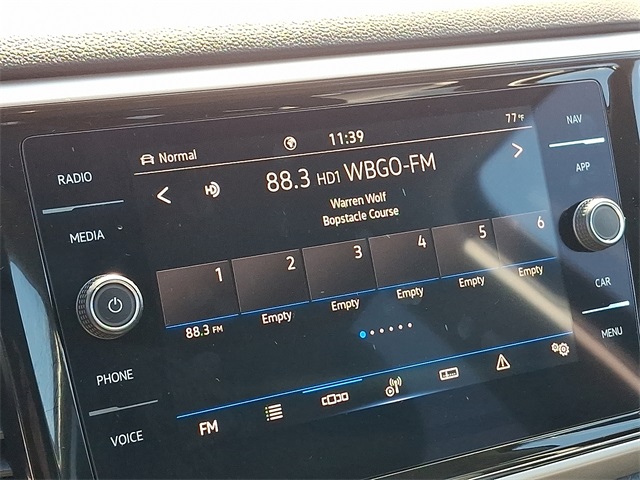 Normal 11:39 77°F
88.3 HD1 WBGO-FM
Warren Wolf
Bopstacle Course
1 2 3 4 5 6
88.3 FM Empty Empty Empty Empty Empty
FM
RADIO
MEDIA
PHONE
VOICE
NAV
APP
CAR
MENU